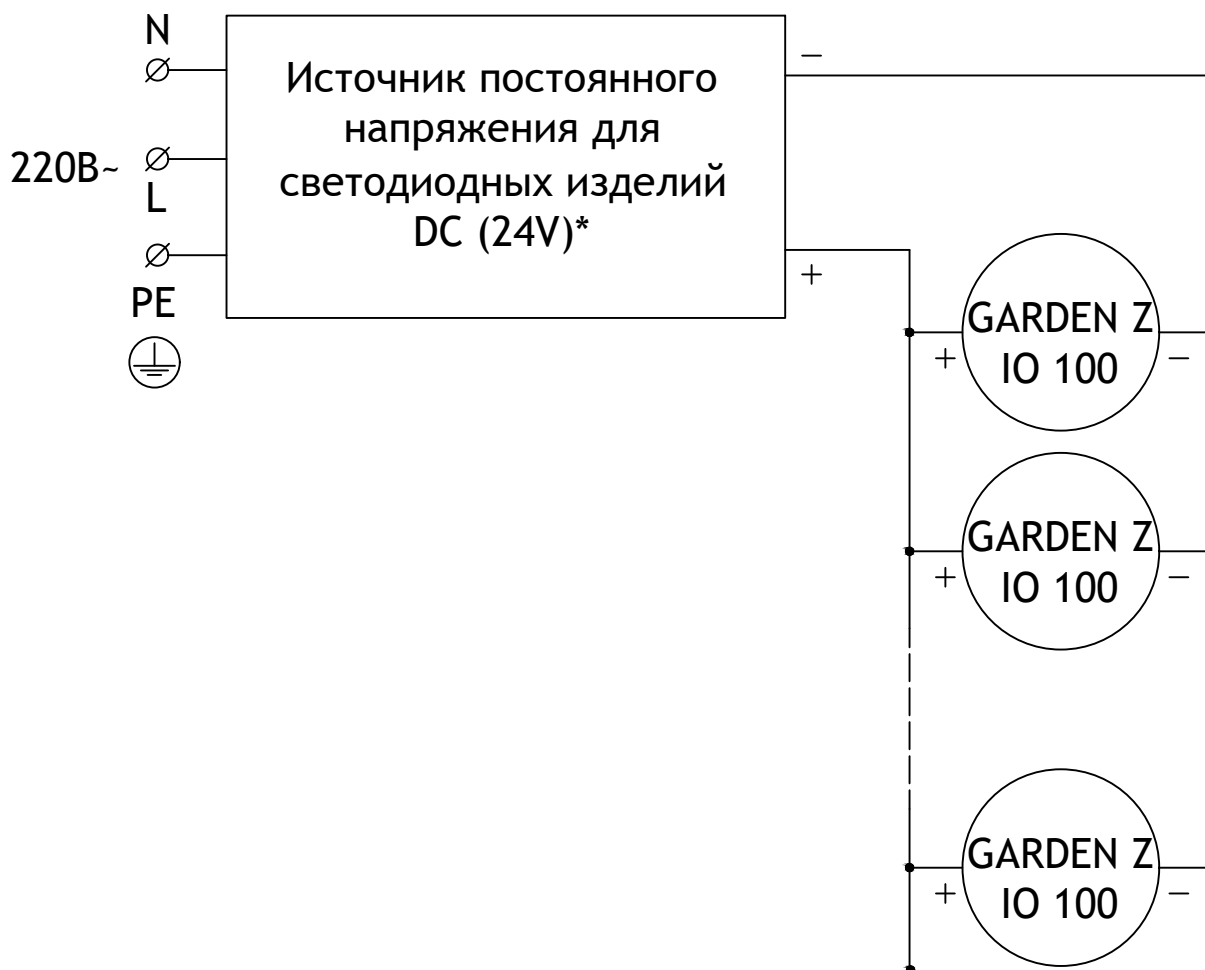 N
220В~
L
PE
Источник постоянного
напряжения для
светодиодных изделий
DC (24V)*
−
+
GARDEN Z
IO 100
+
−
GARDEN Z
IO 100
+
−
GARDEN Z
IO 100
+
−